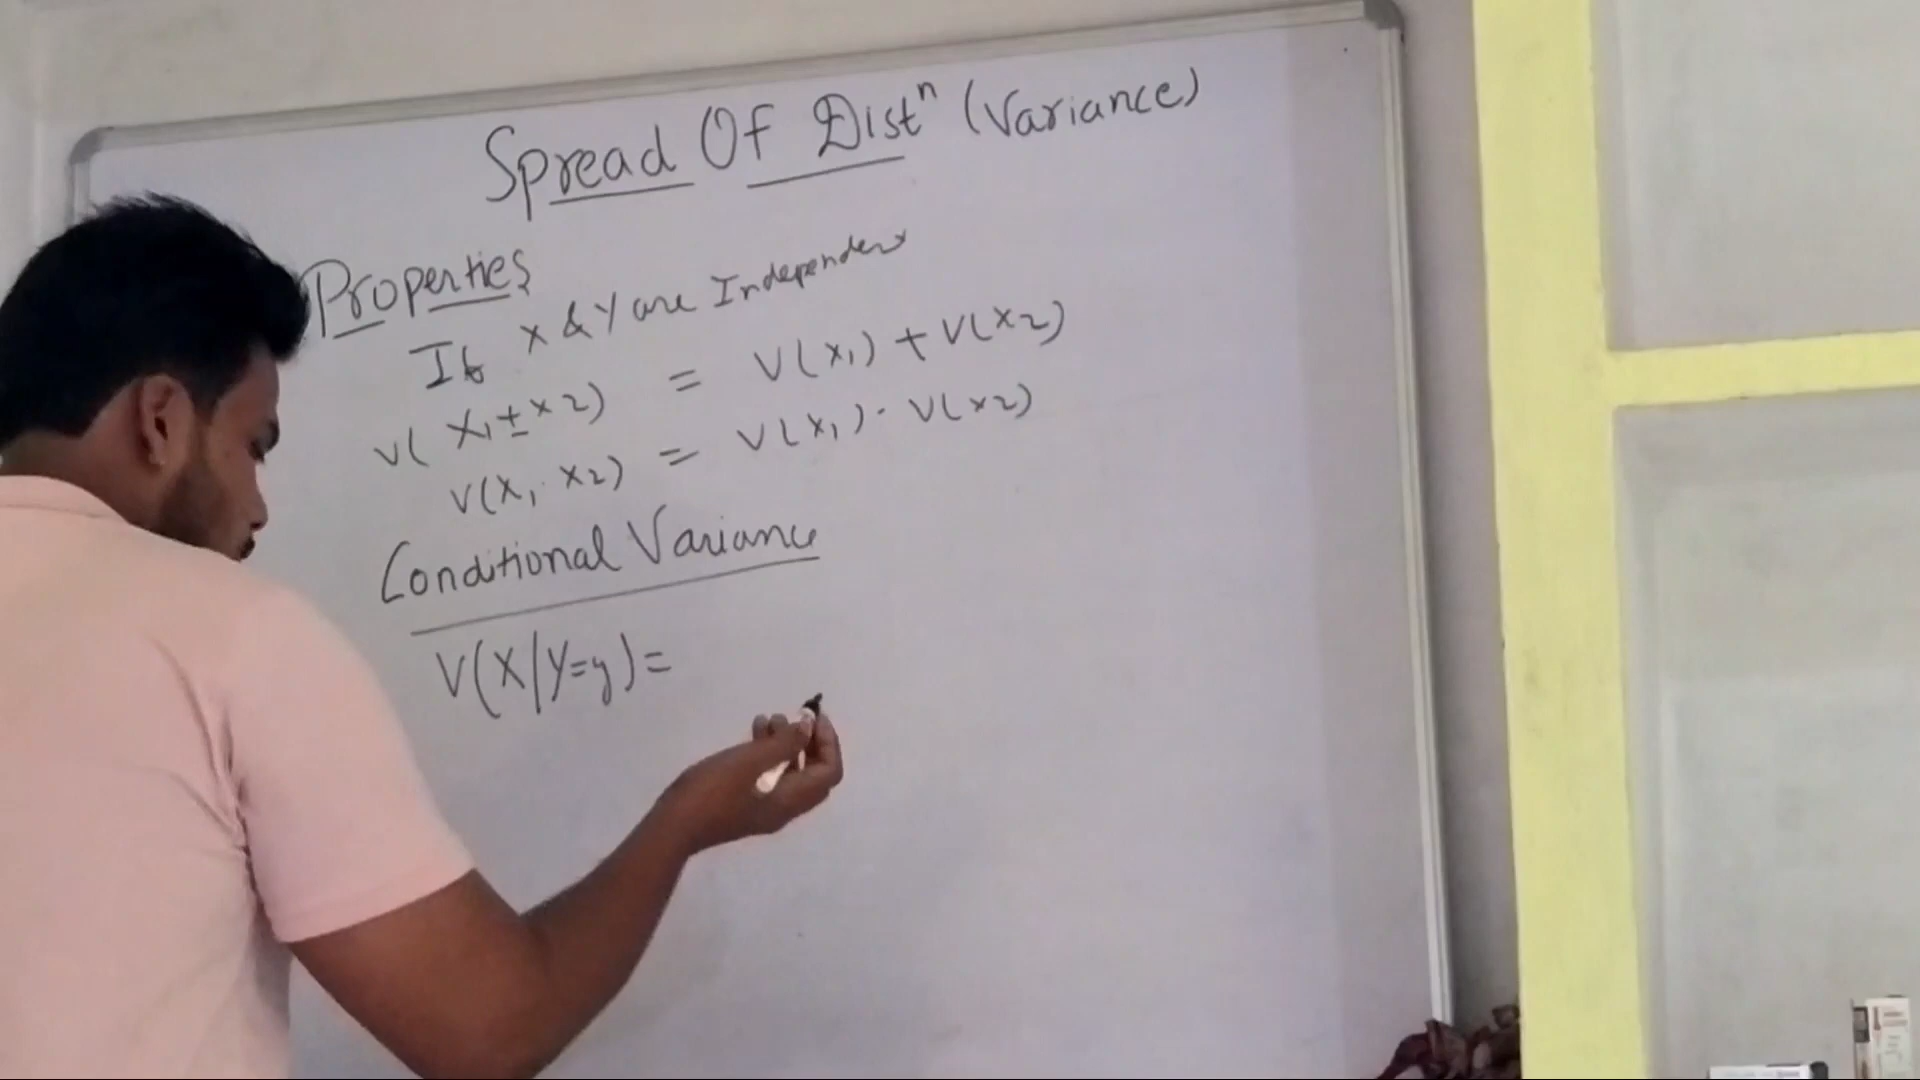 Spread Of Distⁿ (Variance)
Properties
If X & Y are Independent
V( X₁ ± X2) = V(X₁) + V(X2)
V(X₁. X2) = V(X₁). V(X2)
Conditional Variance
V(X/Y=y)=